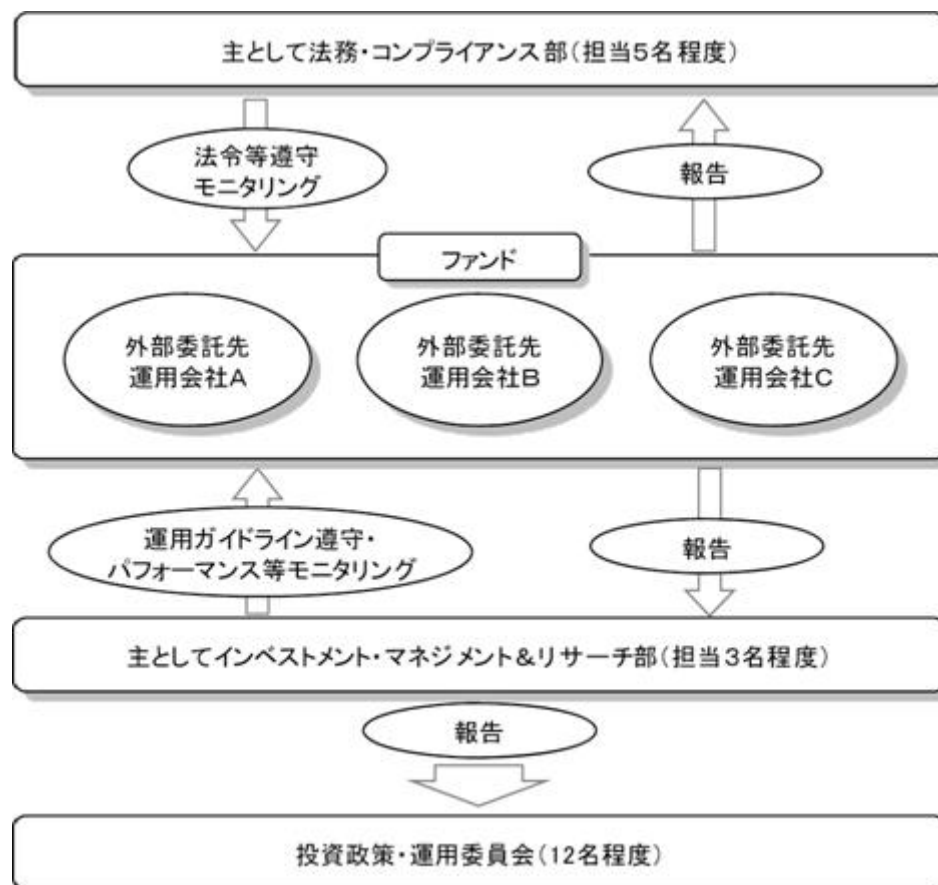 主として法務・コンプライアンス部(担当5名程度)
法令等遵守
モニタリング
報告
ファンド
外部委託先
運用会社A
外部委託先
運用会社B
外部委託先
運用会社C
運用ガイドライン遵守・
パフォーマンス等モニタリング
報告
主としてインベストメント・マネジメント&リサーチ部(担当3名程度)
報告
投資政策・運用委員会(12名程度)